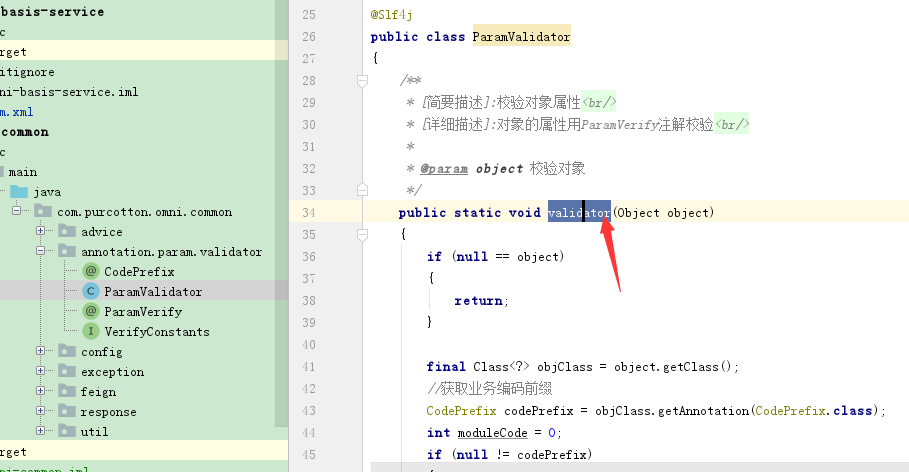 basis-service
rget
itignore
ni-basis-service.iml
m.xml
common
main
java
com.purcotton.omni.common
advice
annotation.param.validator
CodePrefix
ParamValidator
ParamVerify
VerifyConstants
config
exception
feign
response
util
rget
25 @Slf4j
26 public class ParamValidator
27 {
28 /**
29 * [简要描述]:校验对象属性<br/>
30 * [详细描述]:对象的属性用ParamVerify注解校验<br/>
31 *
32 * @param object 校验对象
33 */
34 public static void validator(Object object)
35 {
36 if (null == object)
37 {
38 return;
39 }
40
41 final Class<?> objClass = object.getClass();
42 //获取业务编码前缀
43 CodePrefix codePrefix = objClass.getAnnotation(CodePrefix.class);
44 int moduleCode = 0;
45 if (null != codePrefix)